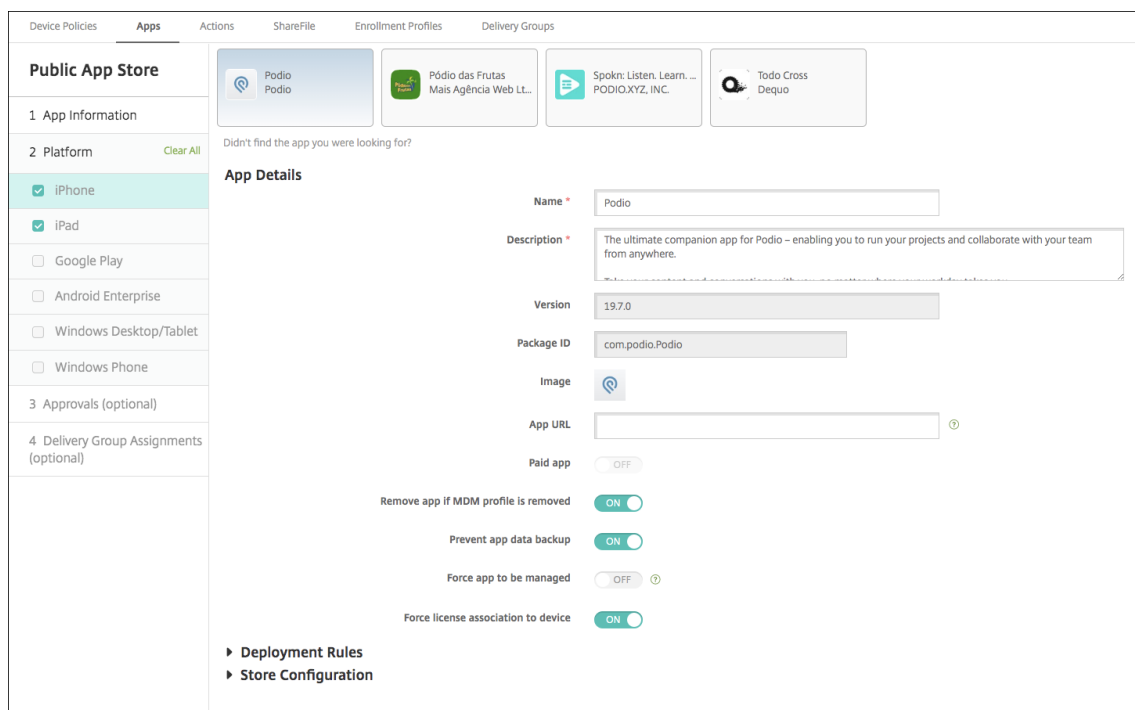 Device Policies Apps Actions ShareFile Enrollment Profiles Delivery Groups
Public App Store
1 App Information
2 Platform Clear All
iPhone
iPad
Google Play
Android Enterprise
Windows Desktop/Tablet
Windows Phone
3 Approvals (optional)
4 Delivery Group Assignments
(optional)
Podio
Podio
Pódio das Frutas
Mais Agência Web Lt...
Spokn: Listen. Learn. ...
PODIO.XYZ, INC.
Todo Cross
Dequo
Didn't find the app you were looking for?
App Details
Name * Podio
Description * The ultimate companion app for Podio – enabling you to run your projects and collaborate with your team
from anywhere.
Version 19.7.0
Package ID com.podio.Podio
Image
App URL ?
Paid app OFF
Remove app if MDM profile is removed ON
Prevent app data backup ON
Force app to be managed OFF ?
Force license association to device ON
Deployment Rules
Store Configuration